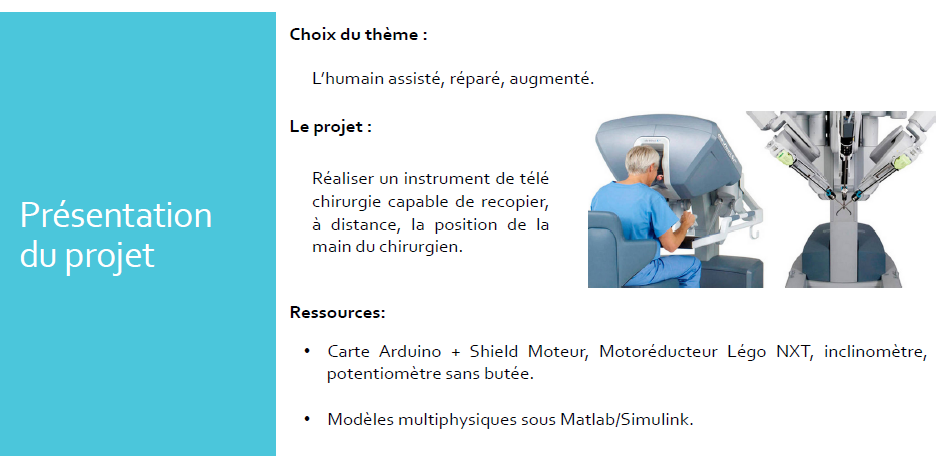 Présentation
du projet
Choix du thème :
L’humain assisté, réparé, augmenté.
Le projet :
Réaliser un instrument de télé
chirurgie capable de recopier,
à distance, la position de la
main du chirurgien.
Ressources:
• Carte Arduino + Shield Moteur, Motoréducteur Légo NXT, inclinomètre,
potentiomètre sans butée.
• Modèles multiphysiques sous Matlab/Simulink.